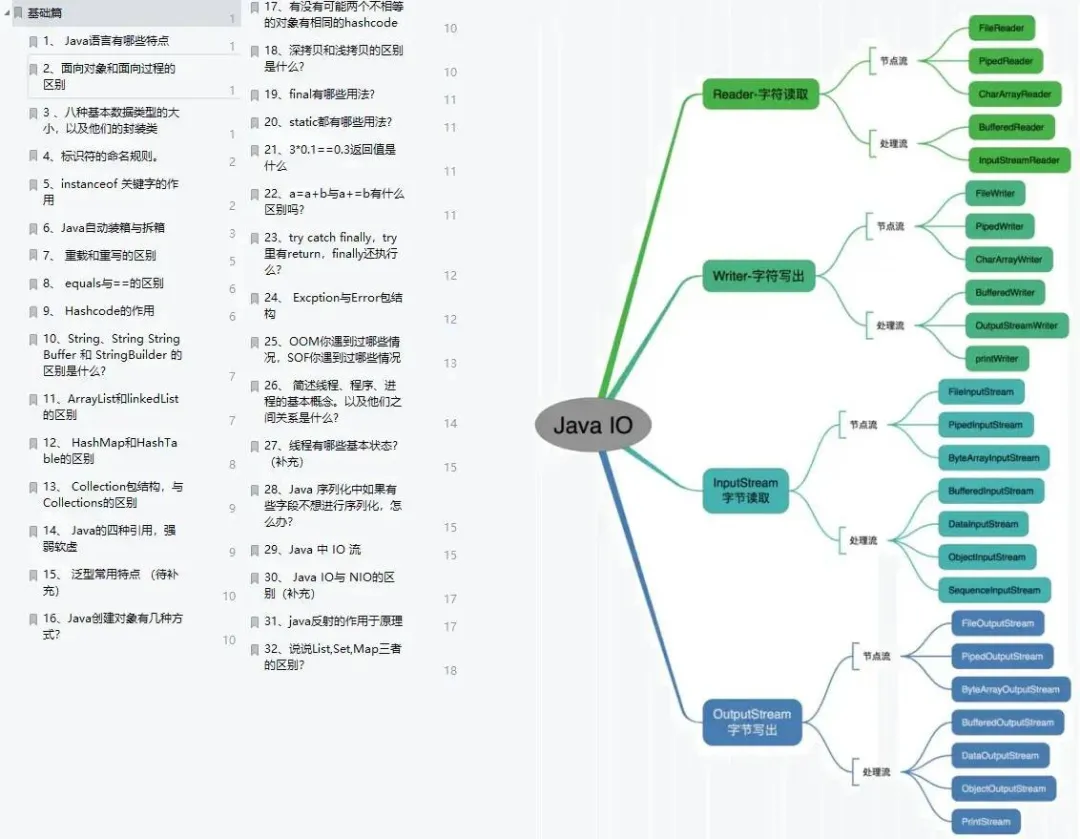 基础篇
1
1、 Java语言有哪些特点
1
2、面向对象和面向过程的
区别
1
3 、八种基本数据类型的大
小，以及他们的封装类
1
4、标识符的命名规则。
2
5、instanceof 关键字的作
用
2
6、Java自动装箱与拆箱
3
7、 重载和重写的区别
5
8、 equals与==的区别
6
9、 Hashcode的作用
6
10、String、String String
Buffer 和 StringBuilder 的
区别是什么?
7
11、ArrayList和linkedList
的区别
7
12、 HashMap和HashTa
ble的区别
8
13、 Collection包结构，与
Collections的区别
9
14、 Java的四种引用，强
弱软虚
9
15、 泛型常用特点 （待补
充）
10
16、Java创建对象有几种方
式?
10
17、有没有可能两个不相等
的对象有相同的hashcode
10
18、深拷贝和浅拷贝的区别
是什么?
10
19、final有哪些用法?
11
20、static都有哪些用法?
11
21、3*0.1==0.3返回值是
什么
11
22、a=a+b与a+=b有什么
区别吗?
11
23、try catch finally，try
里有return，finally还执行
么?
12
24、 Excption与Error包结
构
12
25、OOM你遇到过哪些情
况，SOF你遇到过哪些情况
13
26、 简述线程、程序、进
程的基本概念。以及他们之
间关系是什么?
14
27、线程有哪些基本状态?
（补充）
15
28、Java 序列化中如果有
些字段不想进行序列化，怎
么办?
15
29、Java 中 IO 流
15
30、 Java IO与 NIO的区
别（补充）
17
31、java反射的作用于原理
17
32、说说List,Set,Map三者
的区别?
18
Java IO
Reader-字符读取
节点流
FileReader
PipedReader
CharArrayReader
处理流
BufferedReader
InputStreamReader
Writer-字符写出
节点流
FileWriter
PipedWriter
CharArrayWriter
处理流
BufferedWriter
OutputStreamWriter
printWriter
InputStream
字节读取
节点流
FileInputStream
PipedInputStream
ByteArrayInputStream
处理流
BufferedInputStream
DataInputStream
ObjectInputStream
SequenceInputStream
OutputStream
字节写出
节点流
FileOutputStream
PipedOutputStream
ByteArrayOutputStream
处理流
BufferedOutputStream
DataOutputStream
ObjectOutputStream
PrintStream